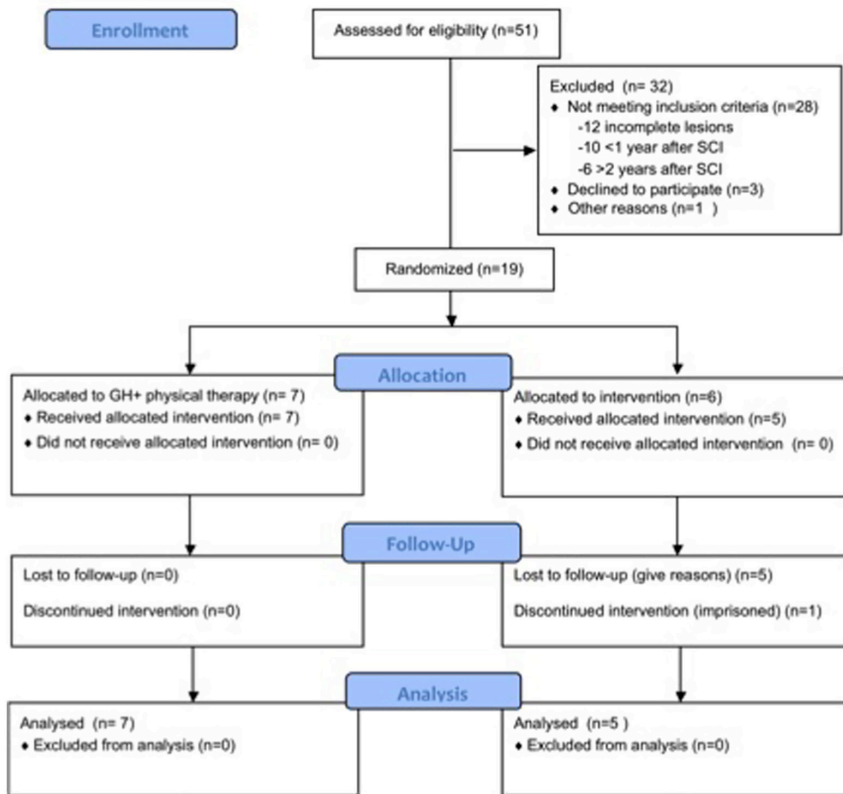 Enrollment
Assessed for eligibility (n=51)
Excluded (n= 32)
♦ Not meeting inclusion criteria (n=28)
-12 incomplete lesions
-10 <1 year after SCI
-6 >2 years after SCI
♦ Declined to participate (n=3)
♦ Other reasons (n=1 )
Randomized (n=19)
Allocation
Allocated to GH+ physical therapy (n= 7)
♦ Received allocated intervention (n= 7)
♦ Did not receive allocated intervention (n= 0)
Allocated to intervention (n=6)
♦ Received allocated intervention (n=5)
♦ Did not receive allocated intervention (n= 0)
Follow-Up
Lost to follow-up (n=0)
Discontinued intervention (n=0)
Lost to follow-up (give reasons) (n=5)
Discontinued intervention (imprisoned) (n=1)
Analysis
Analysed (n= 7)
♦ Excluded from analysis (n=0)
Analysed (n=5 )
♦ Excluded from analysis (n=0)